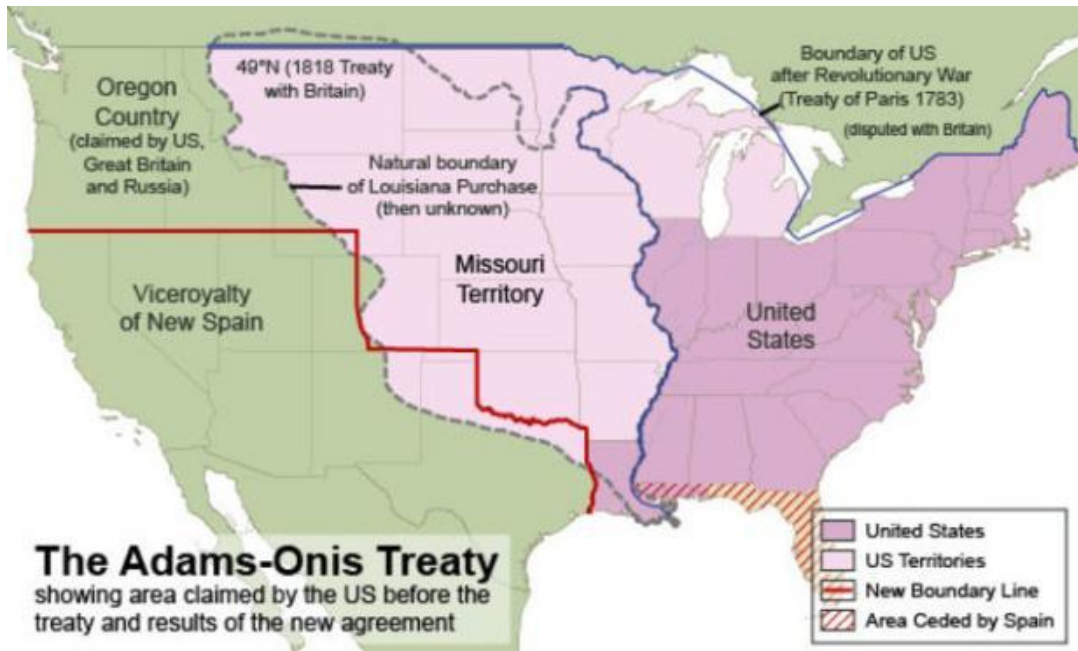 Oregon
Country
(claimed by US,
Great Britain
and Russia)
49°N (1818 Treaty
with Britain)
Boundary of US
after Revolutionary War
(Treaty of Paris 1783)
(disputed with Britain)
Natural boundary
of Louisiana Purchase
(then unknown)
Missouri
Territory
Viceroyalty
of New Spain
United
States
The Adams-Onis Treaty
showing area claimed by the US before the
treaty and results of the new agreement
United States
US Territories
New Boundary Line
Area Ceded by Spain